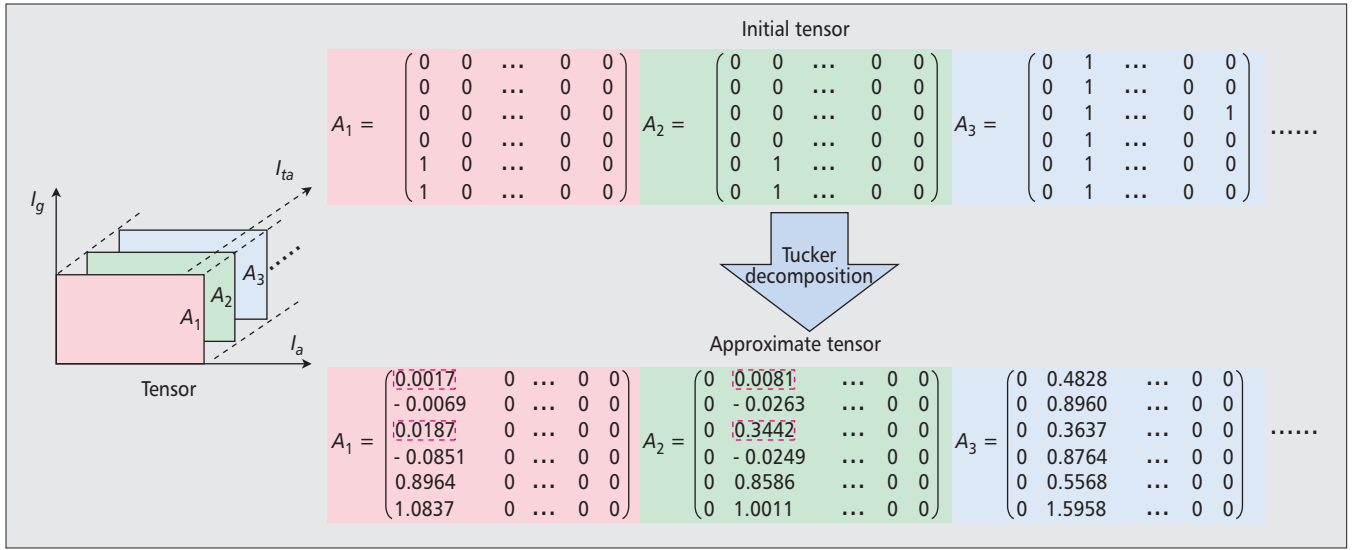 Initial tensor
A1 = ( 0 0 ... 0 0 ) A2 = ( 0 0 ... 0 0 ) A3 = ( 0 1 ... 0 0 ) ......
0 0 ... 0 0 0 0 ... 0 0 0 1 ... 0 0
0 0 ... 0 0 0 0 ... 0 0 0 1 ... 0 1
0 0 ... 0 0 0 0 ... 0 0 0 1 ... 0 0
1 0 ... 0 0 0 1 ... 0 0 0 1 ... 0 0
1 0 ... 0 0 0 1 ... 0 0 0 1 ... 0 0
Ig
Ita
A3
A2
A1
Ia
Tensor
Tucker
decomposition
Approximate tensor
A1 = ( 0.0017 0 ... 0 0 ) A2 = ( 0 0.0081 ... 0 0 ) A3 = ( 0 0.4828 ... 0 0 ) ......
- 0.0069 0 ... 0 0 0 - 0.0263 ... 0 0 0 0.8960 ... 0 0
0.0187 0 ... 0 0 0 0.3442 ... 0 0 0 0.3637 ... 0 0
- 0.0851 0 ... 0 0 0 - 0.0249 ... 0 0 0 0.8764 ... 0 0
0.8964 0 ... 0 0 0 0.8586 ... 0 0 0 0.5568 ... 0 0
1.0837 0 ... 0 0 0 1.0011 ... 0 0 0 1.5958 ... 0 0